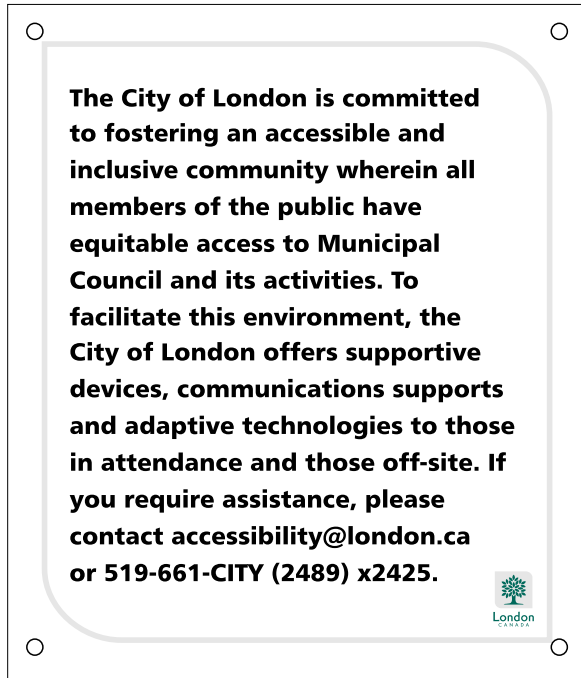 The City of London is committed
to fostering an accessible and
inclusive community wherein all
members of the public have
equitable access to Municipal
Council and its activities. To
facilitate this environment, the
City of London offers supportive
devices, communications supports
and adaptive technologies to those
in attendance and those off-site. If
you require assistance, please
contact accessibility@london.ca
or 519-661-CITY (2489) x2425.
London
CANADA